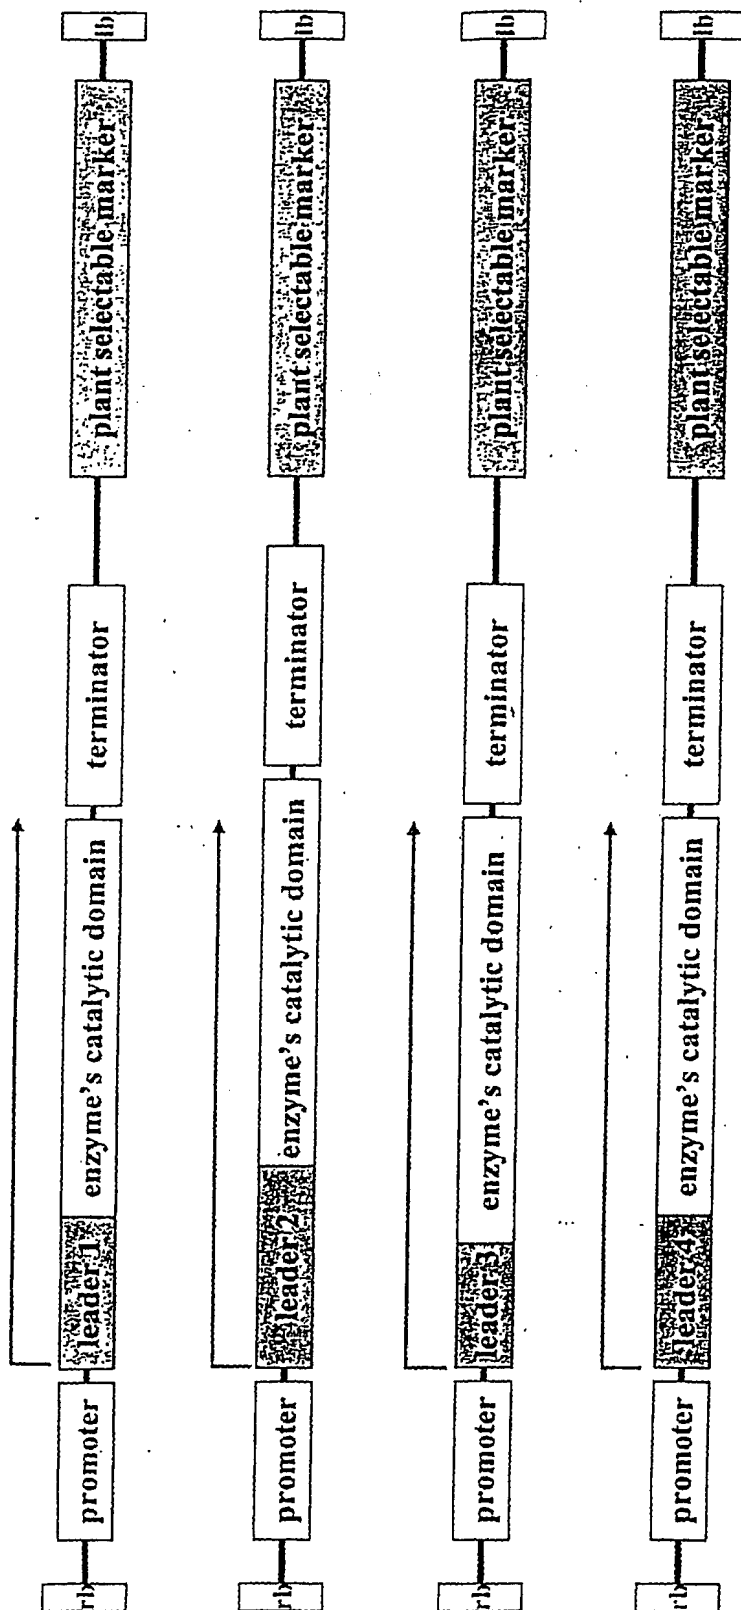 rb promoter leader 1 enzyme's catalytic domain terminator plant selectable marker lb
rb promoter leader 2 enzyme's catalytic domain terminator plant selectable marker lb
rb promoter leader 3 enzyme's catalytic domain terminator plant selectable marker lb
rb promoter leader 4 enzyme's catalytic domain terminator plant selectable marker lb